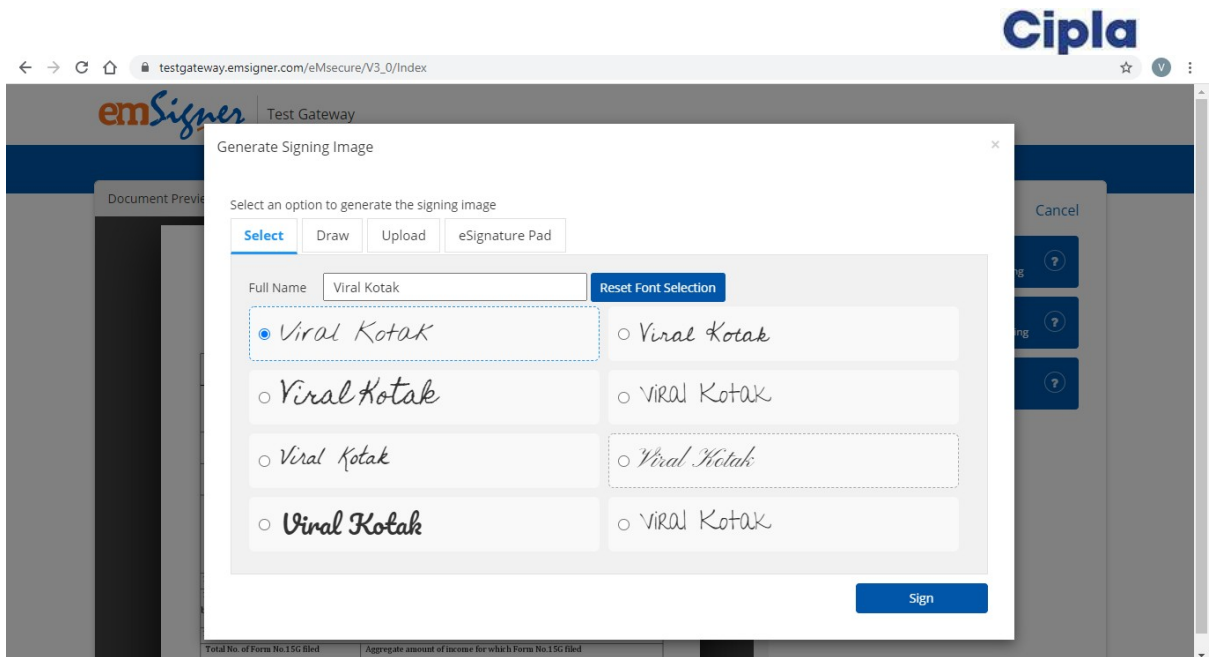 Cipla
testgateway.emsigner.com/eMsecure/V3_0/Index
V
emSigner Test Gateway
Generate Signing Image ×
Document Previe
Select an option to generate the signing image
Cancel
Select Draw Upload eSignature Pad
Full Name Viral Kotak Reset Font Selection
ng ?
Viral Kotak Viral Kotak
ing ?
Viral Kotak Viral Kotak
?
Viral Kotak Viral Kotak
Viral Kotak Viral Kotak
Sign
Total No. of Form No.15G filed Aggregate amount of income for which Form No.15G filed